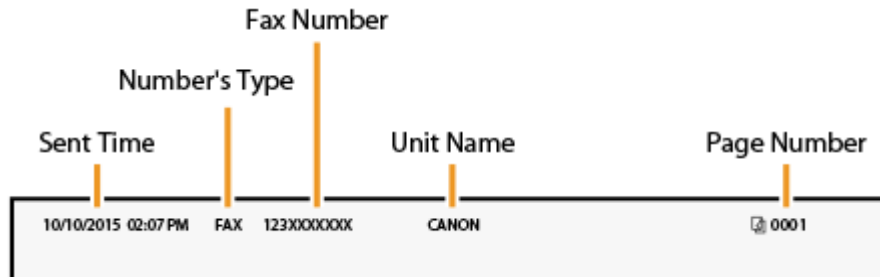 Fax Number
Number's Type
Sent Time Unit Name Page Number
10/10/2015 02:07 PM FAX 123XXXXXXX CANON 0001